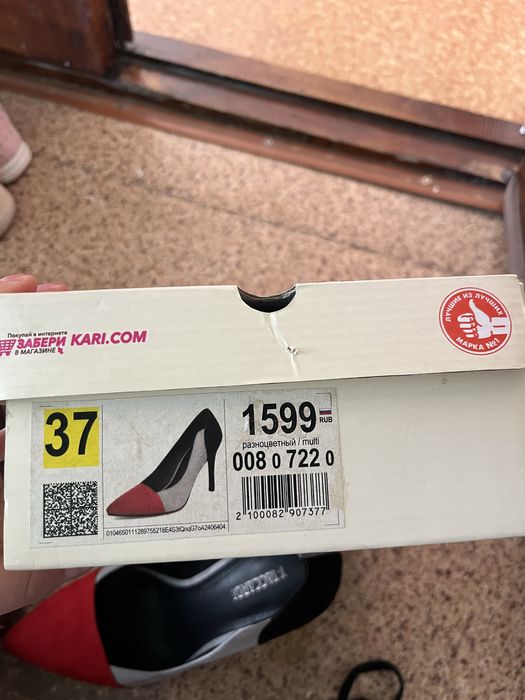 Покупай в интернете
ЗАБЕРИ
В МАГАЗИНЕ
KARI.COM
ЛУЧШИЕ ИЗ ЛУЧШИХ
МАРКА №1
37
1599 RUB
разноцветный / multi
008 0 722 0
2 100082 907377
T.TACCARDI